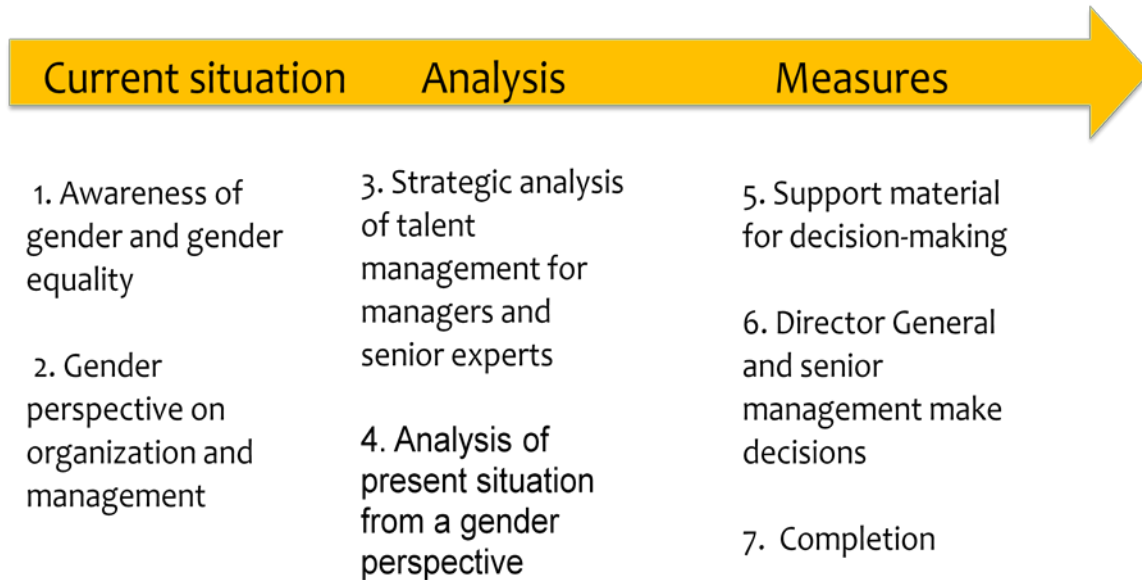 Current situation
Analysis
Measures
1. Awareness of
gender and gender
equality
2. Gender
perspective on
organization and
management
3. Strategic analysis
of talent
management for
managers and
senior experts
4. Analysis of
present situation
from a gender
perspective
5. Support material
for decision-making
6. Director General
and senior
management make
decisions
7. Completion